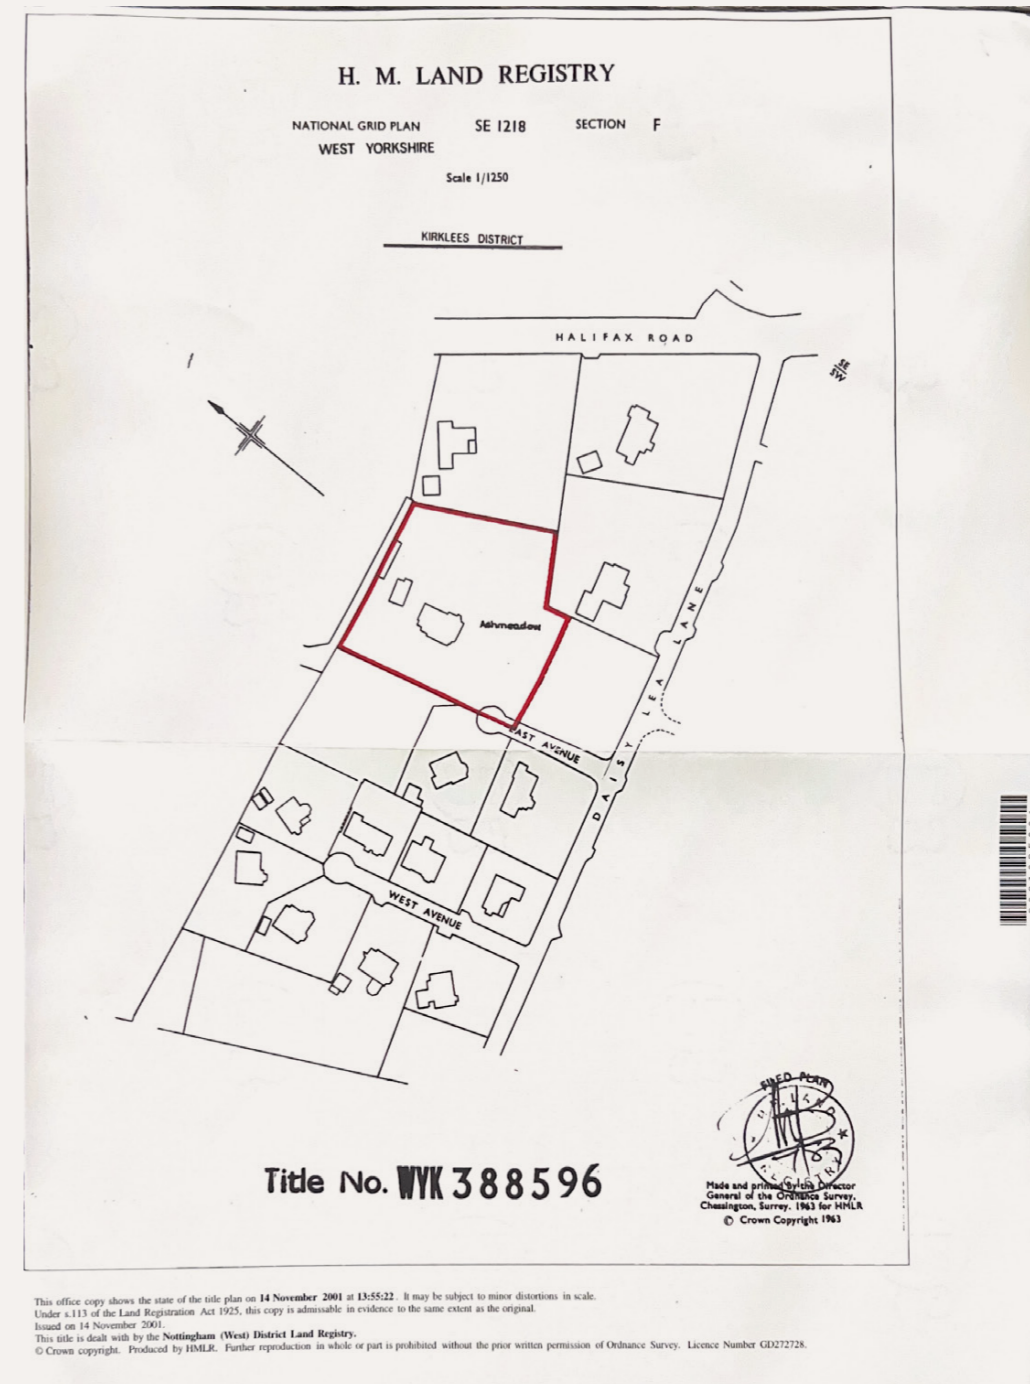 H. M. LAND REGISTRY
NATIONAL GRID PLAN SE 1218 SECTION F
WEST YORKSHIRE
Scale 1/1250
KIRKLEES DISTRICT
HALIFAX ROAD
SE
SW
Ashmeadow
DAISY LEA LANE
EAST AVENUE
WEST AVENUE
FILED PLAN
H.M. LAND REGISTRY
Title No. WYK 388596
Made and printed by the Director
General of the Ordnance Survey,
Chessington, Surrey. 1963 for HMLR
© Crown Copyright 1963
This office copy shows the state of the title plan on 14 November 2001 at 13:55:22. It may be subject to minor distortions in scale.
Under s.113 of the Land Registration Act 1925, this copy is admissable in evidence to the same extent as the original.
Issued on 14 November 2001.
This title is dealt with by the Nottingham (West) District Land Registry.
© Crown copyright. Produced by HMLR. Further reproduction in whole or part is prohibited without the prior written permission of Ordnance Survey. Licence Number GD272728.